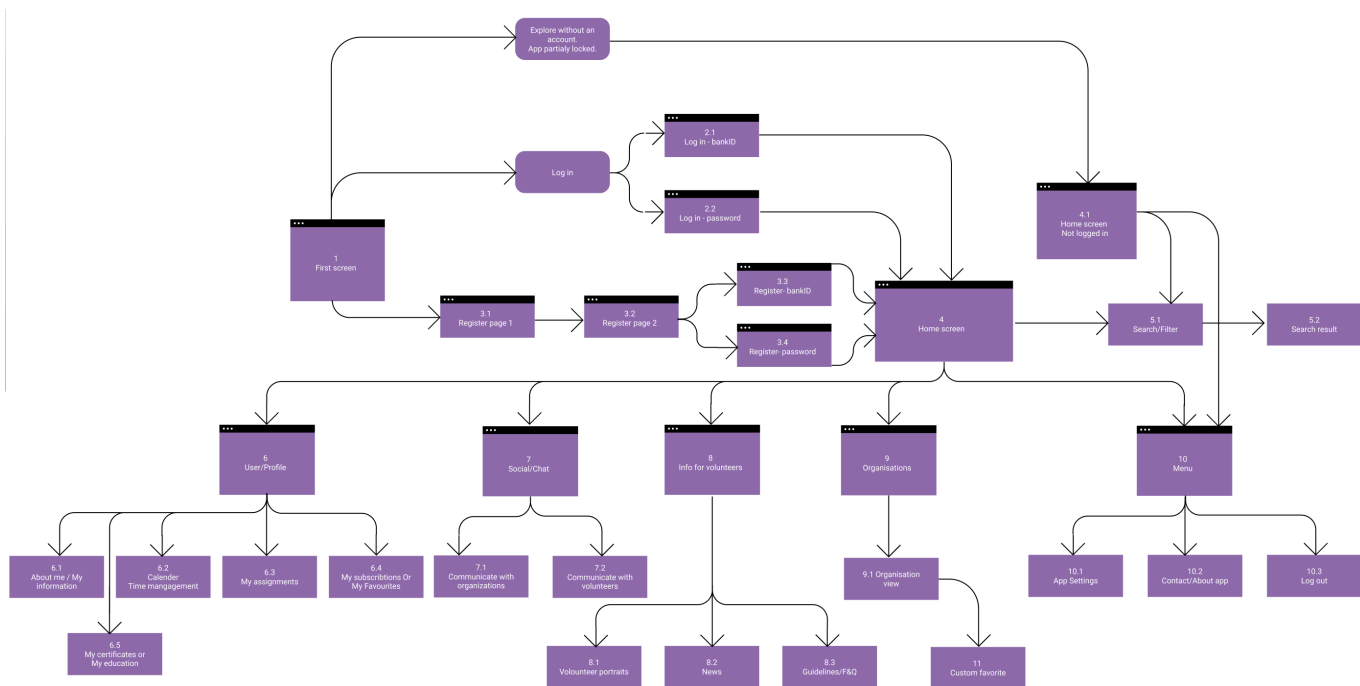 Explore without an
account.
App partialy locked.
2.1
Log in - bankID
Log in
2.2
Log in - password
4.1
Home screen
Not logged in
1
First screen
3.3
Register- bankID
3.1
Register page 1
3.2
Register page 2
4
Home screen
5.1
Search/Filter
5.2
Search result
3.4
Register- password
6
User/Profile
7
Social/Chat
8
Info for volunteers
9
Organisations
10
Menu
6.1
About me / My
information
6.2
Calender
Time mangagement
6.3
My assignments
6.4
My subscribtions Or
My Favourites
7.1
Communicate with
organizations
7.2
Communicate with
volunteers
9.1 Organisation
view
10.1
App Settings
10.2
Contact/About app
10.3
Log out
6.5
My certificates or
My education
8.1
Volounteer portraits
8.2
News
8.3
Guidelines/F&Q
11
Custom favorite